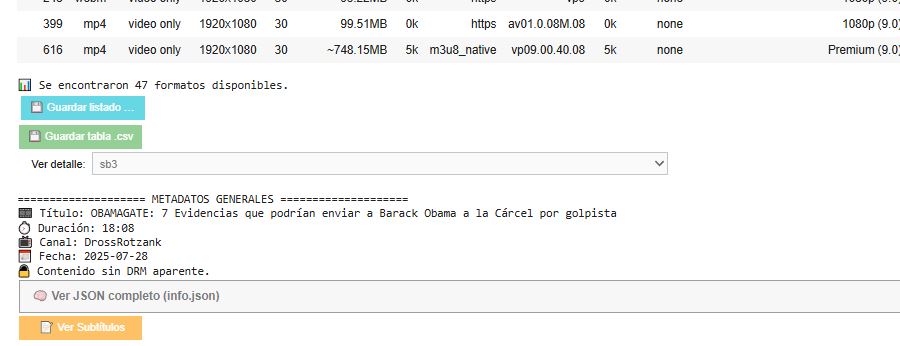 399 mp4 video only 1920x1080 30 99.51MB 0k https av01.0.08M.08 0k none 1080p (9.0)
616 mp4 video only 1920x1080 30 ~748.15MB 5k m3u8_native vp09.00.40.08 5k none Premium (9.0)
📊 Se encontraron 47 formatos disponibles.
💾 Guardar listado ...
💾 Guardar tabla .csv
Ver detalle: sb3
==================== METADATOS GENERALES ====================
🎞 Título: OBAMAGATE: 7 Evidencias que podrían enviar a Barack Obama a la Cárcel por golpista
⏱ Duración: 18:08
📺 Canal: DrossRotzank
📅 Fecha: 2025-07-28
🔒 Contenido sin DRM aparente.
🧠 Ver JSON completo (info.json)
📝 Ver Subtítulos